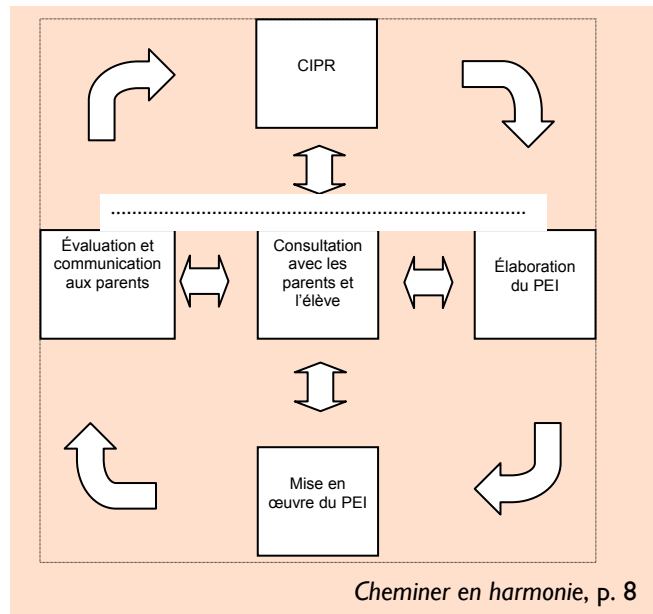 CIPR
Évaluation et
communication
aux parents
Consultation
avec les
parents et
l’élève
Élaboration
du PEI
Mise en
œuvre du PEI
Cheminer en harmonie, p. 8